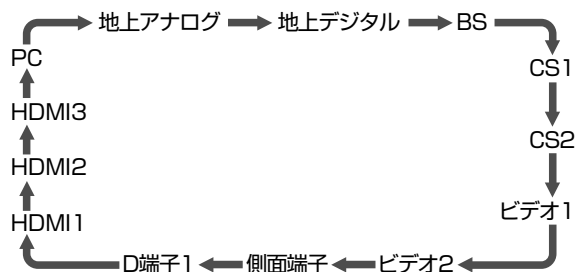 地上アナログ
地上デジタル
BS
CS1
CS2
ビデオ1
ビデオ2
側面端子
D端子1
HDMI1
HDMI2
HDMI3
PC